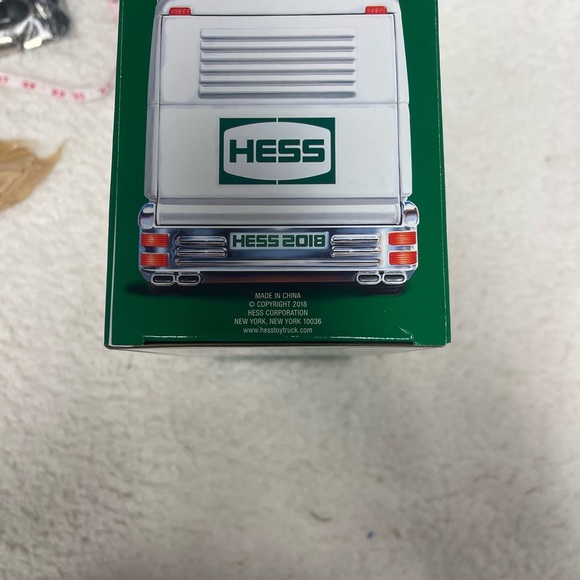 HESS
HESS 2018
MADE IN CHINA
© COPYRIGHT 2018
HESS CORPORATION
NEW YORK, NEW YORK 10036
www.hesstoytruck.com